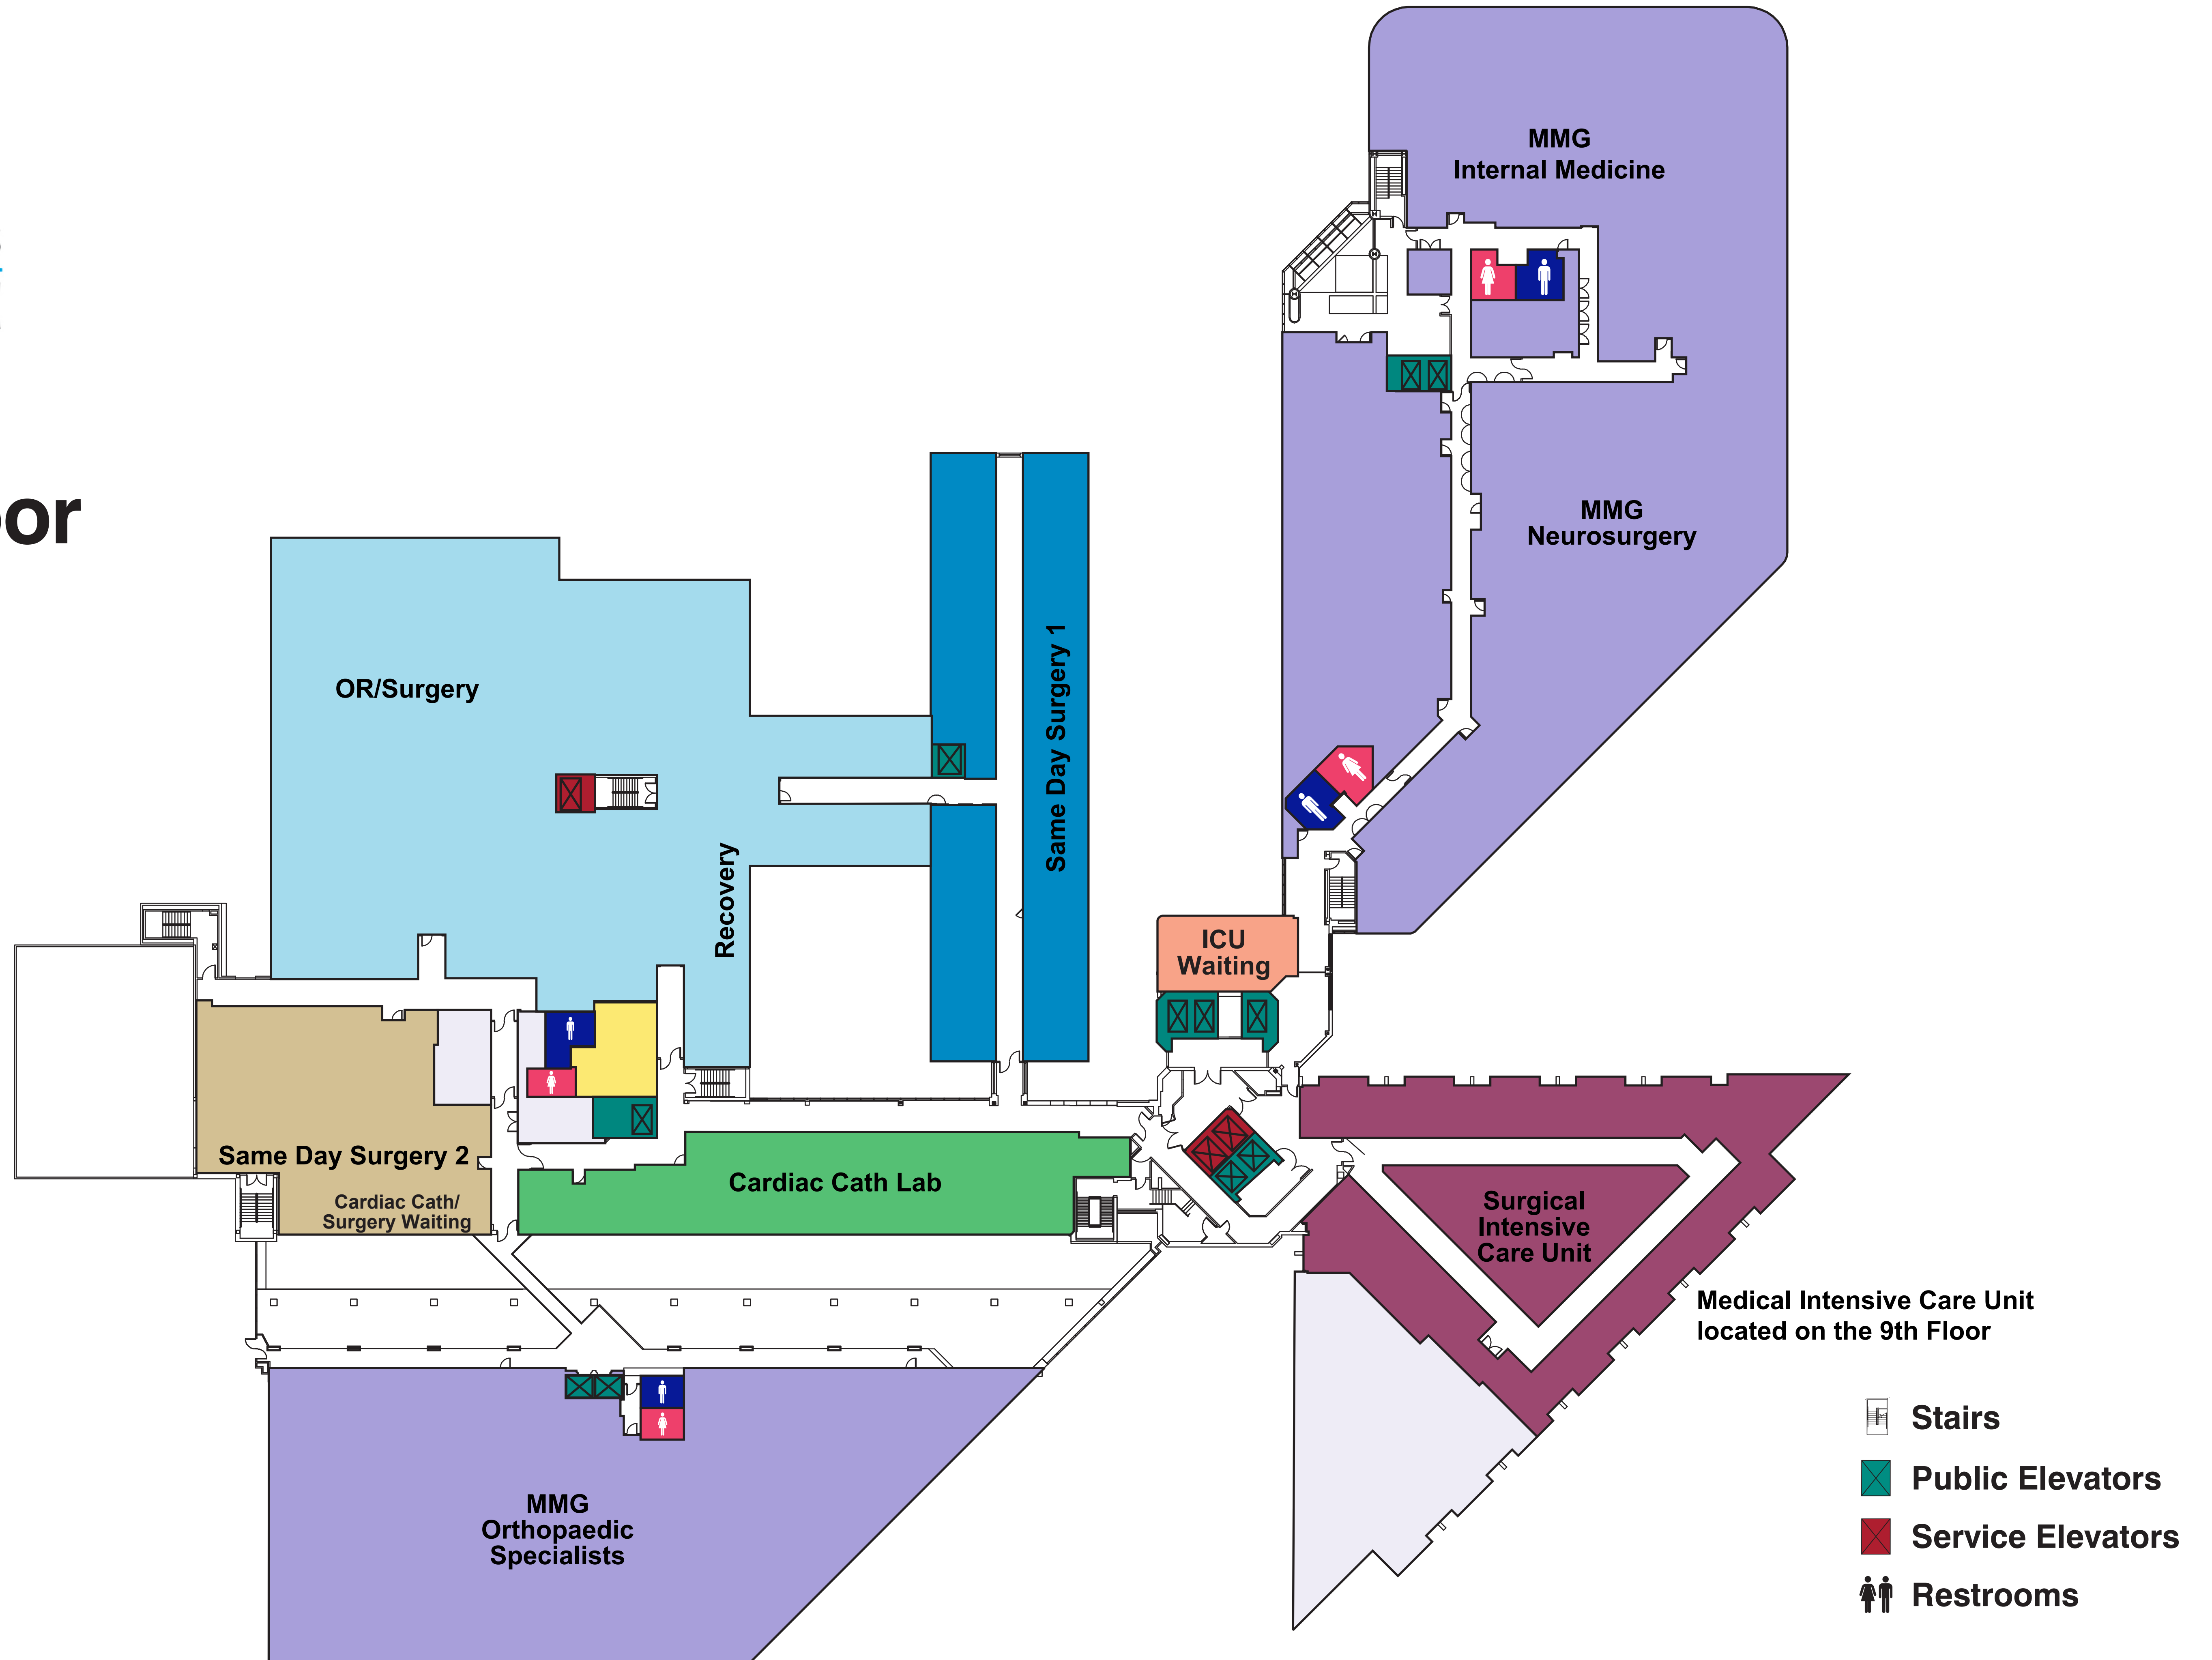 MMG
Internal Medicine
MMG
Neurosurgery
oor
OR/Surgery
Same Day Surgery 1
Recovery
ICU
Waiting
Same Day Surgery 2
Cardiac Cath/
Surgery Waiting
Cardiac Cath Lab
Surgical
Intensive
Care Unit
Medical Intensive Care Unit
located on the 9th Floor
MMG
Orthopaedic
Specialists
Stairs
Public Elevators
Service Elevators
Restrooms